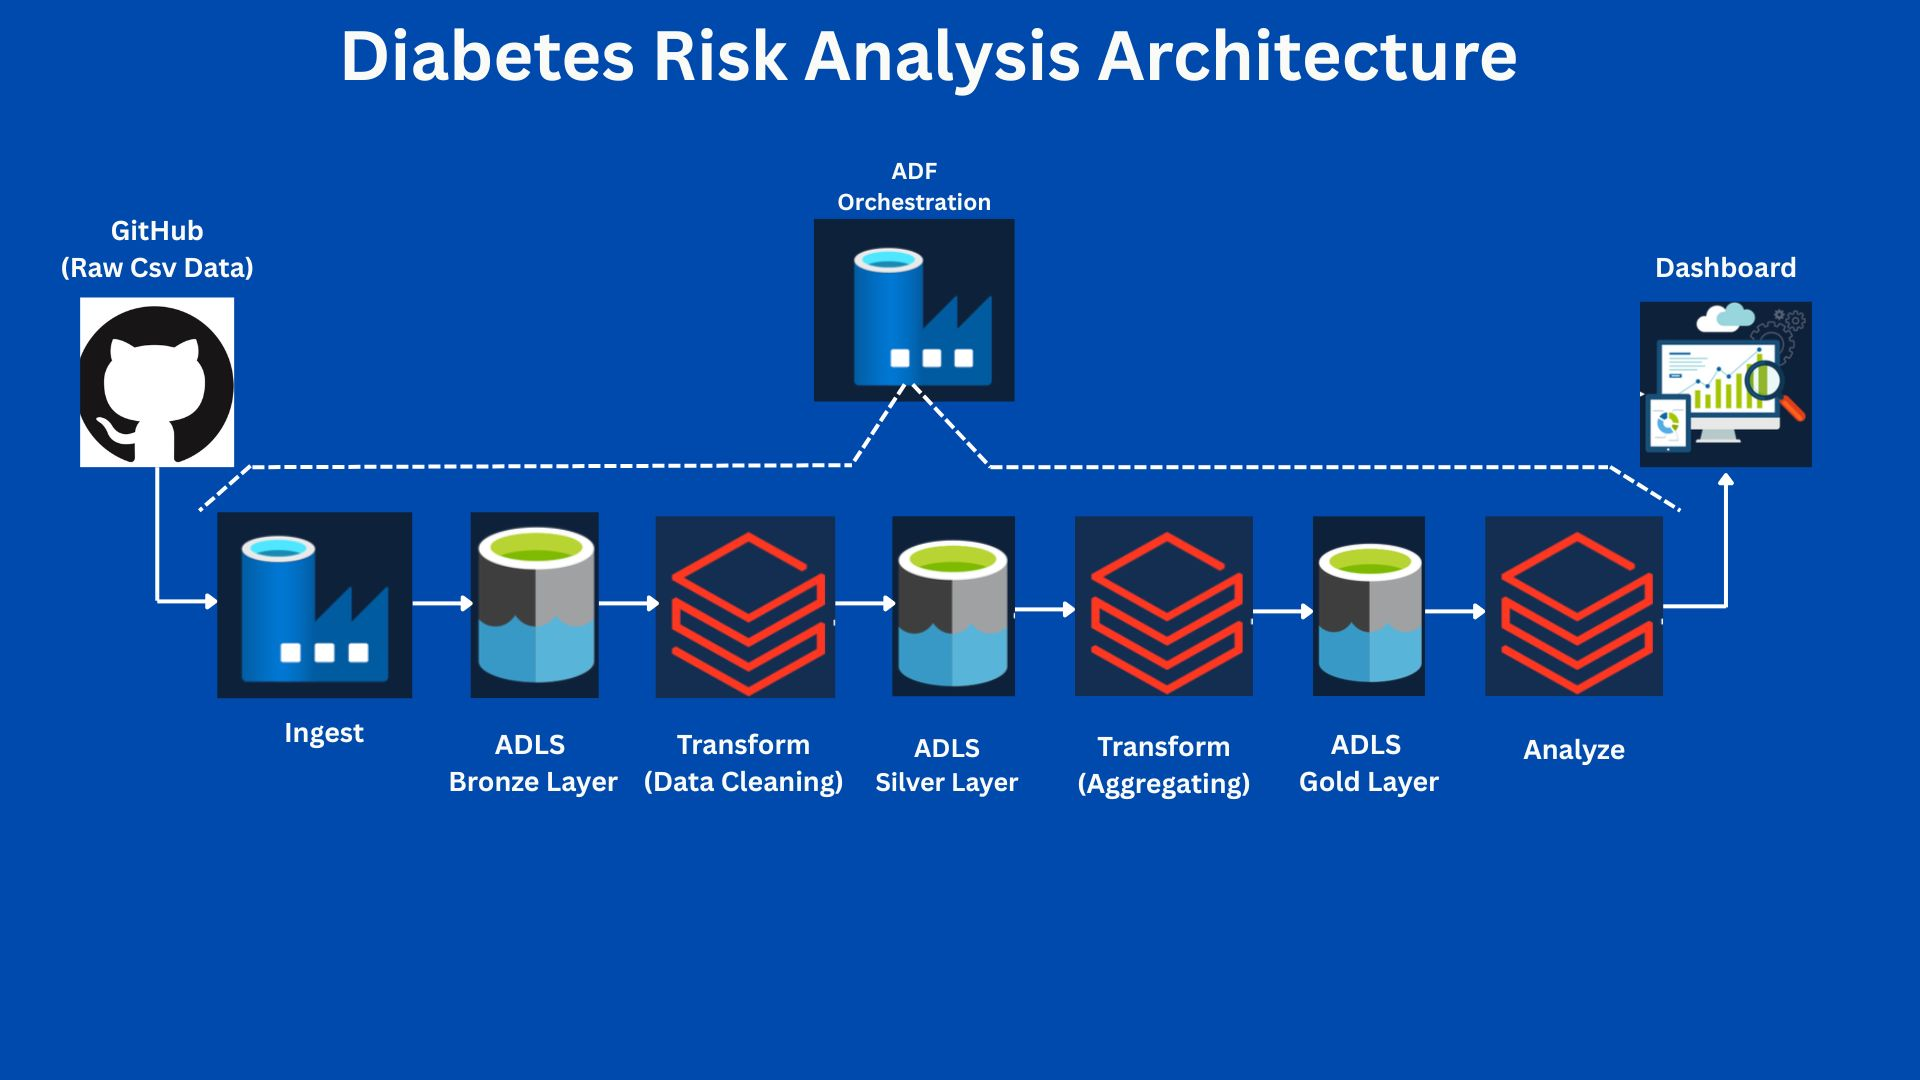 Diabetes Risk Analysis Architecture
ADF
Orchestration
GitHub
(Raw Csv Data)
Dashboard
Ingest
ADLS
Bronze Layer
Transform
(Data Cleaning)
ADLS
Silver Layer
Transform
(Aggregating)
ADLS
Gold Layer
Analyze